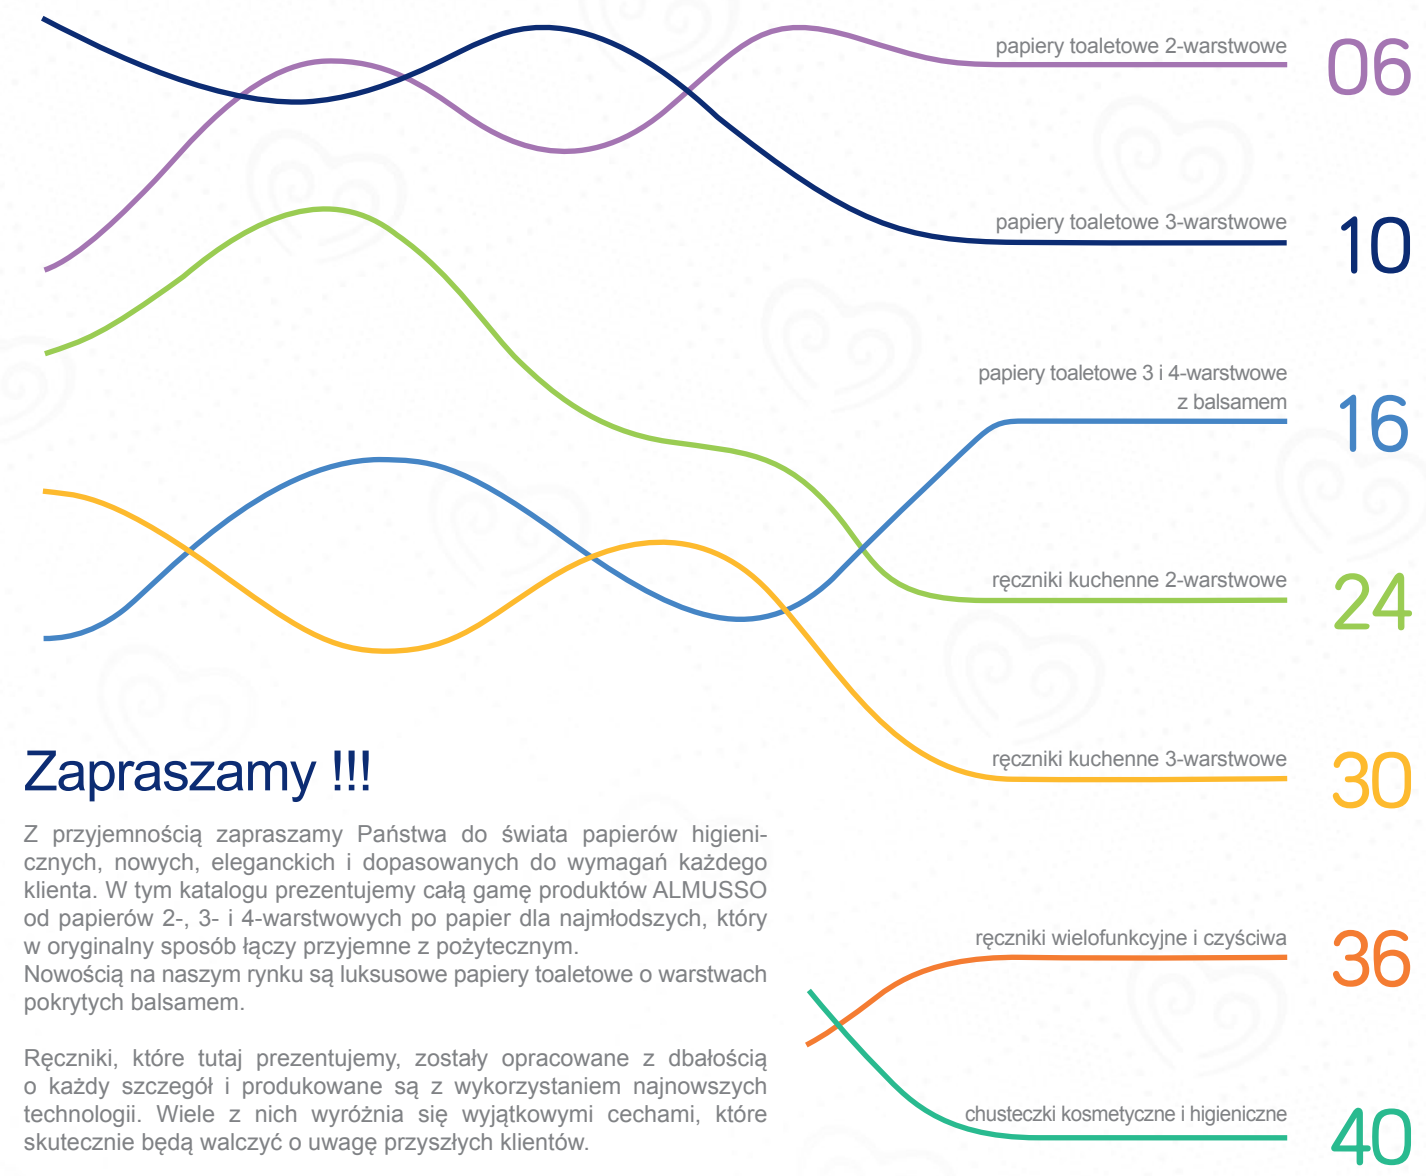 papiery toaletowe 2-warstwowe 06
papiery toaletowe 3-warstwowe 10
papiery toaletowe 3 i 4-warstwowe
z balsamem 16
ręczniki kuchenne 2-warstwowe 24
ręczniki kuchenne 3-warstwowe 30
Zapraszamy !!!
Z przyjemnością zapraszamy Państwa do świata papierów higieni-
cznych, nowych, eleganckich i dopasowanych do wymagań każdego
klienta. W tym katalogu prezentujemy całą gamę produktów ALMUSSO
od papierów 2-, 3- i 4-warstwowych po papier dla najmłodszych, który
w oryginalny sposób łączy przyjemne z pożytecznym.
Nowością na naszym rynku są luksusowe papiery toaletowe o warstwach
pokrytych balsamem.
Ręczniki, które tutaj prezentujemy, zostały opracowane z dbałością
o każdy szczegół i produkowane są z wykorzystaniem najnowszych
technologii. Wiele z nich wyróżnia się wyjątkowymi cechami, które
skutecznie będą walczyć o uwagę przyszłych klientów.
ręczniki wielofunkcyjne i czyściwa 36
chusteczki kosmetyczne i higieniczne 40